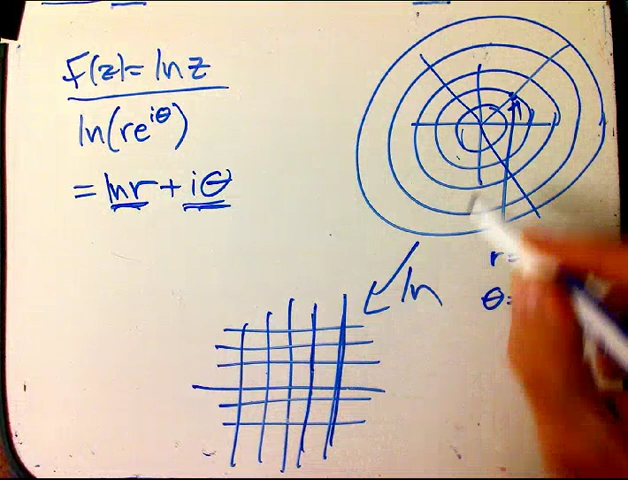 f(z)= ln z
ln(re^{iθ})
= ln r + iθ
ln
r=
θ=